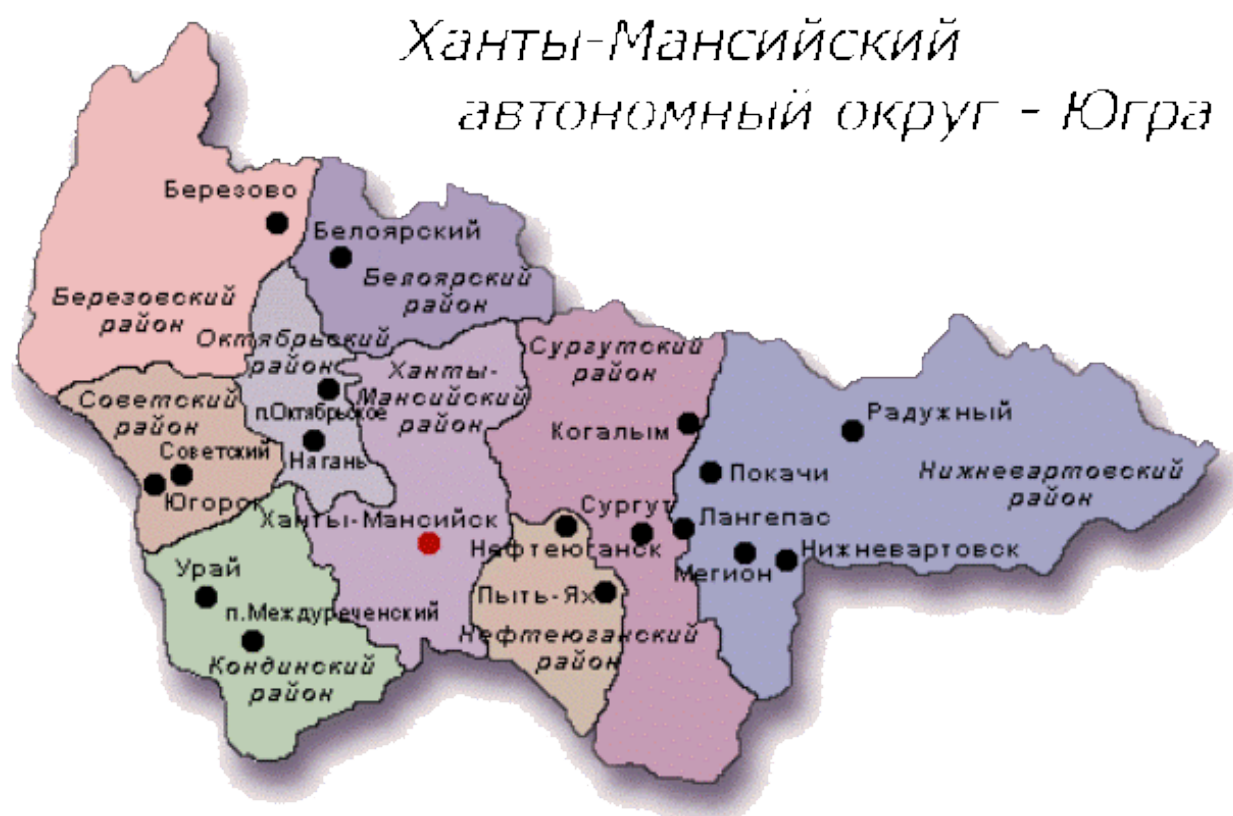 Ханты-Мансийский
автономный округ - Югра
Березово
Белоярский
Белоярский
район
Березовский
район
Октябрьский
район
Ханты-
Мансийский
район
Сургутский
район
Советский
район
п.Октябрьское
Когалым
Радужный
Советский
Нягань
Покачи
Нижневартовский
район
Югорск
Ханты-Мансийск
Сургут
Лангепас
Нефтеюганск
Нижневартовск
Мегион
Урай
Пыть-Ях
п.Междуреченский
Нефтеюганский
район
Кондинский
район